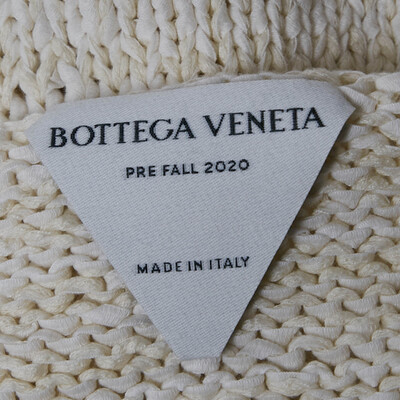 BOTTEGA VENETA
PRE FALL 2020
MADE IN ITALY